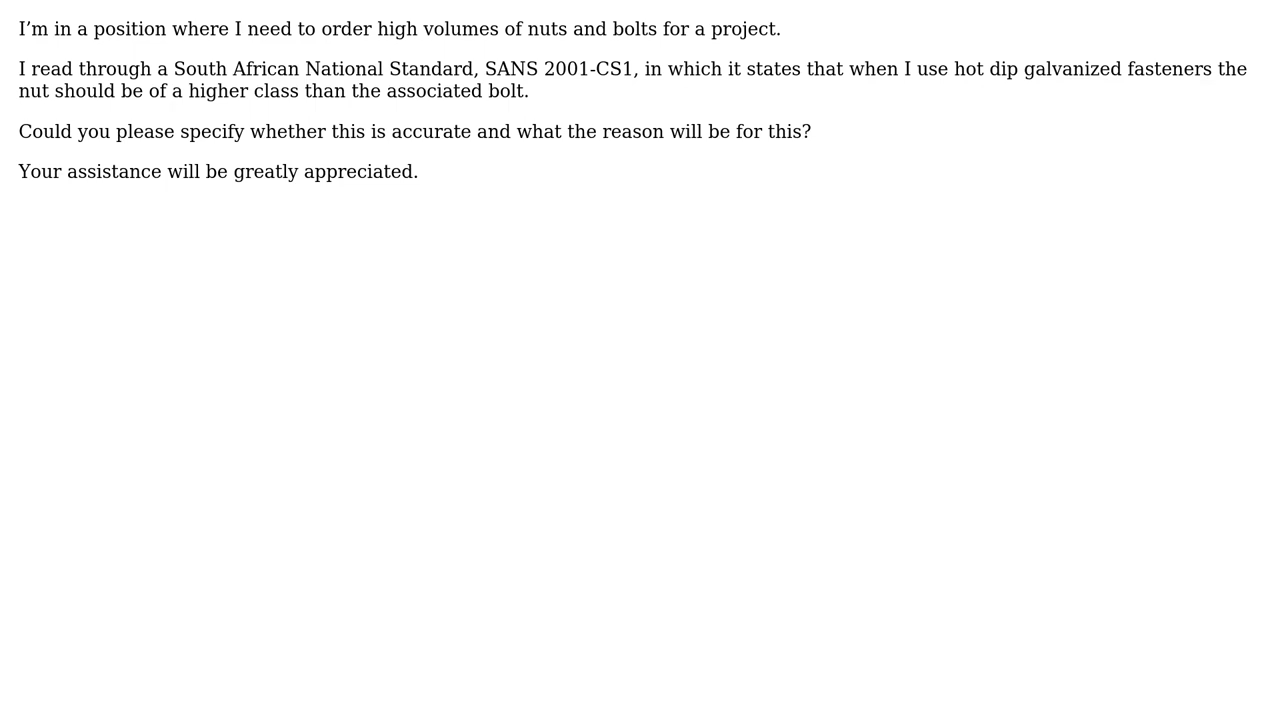 I’m in a position where I need to order high volumes of nuts and bolts for a project.
I read through a South African National Standard, SANS 2001-CS1, in which it states that when I use hot dip galvanized fasteners the
nut should be of a higher class than the associated bolt.
Could you please specify whether this is accurate and what the reason will be for this?
Your assistance will be greatly appreciated.